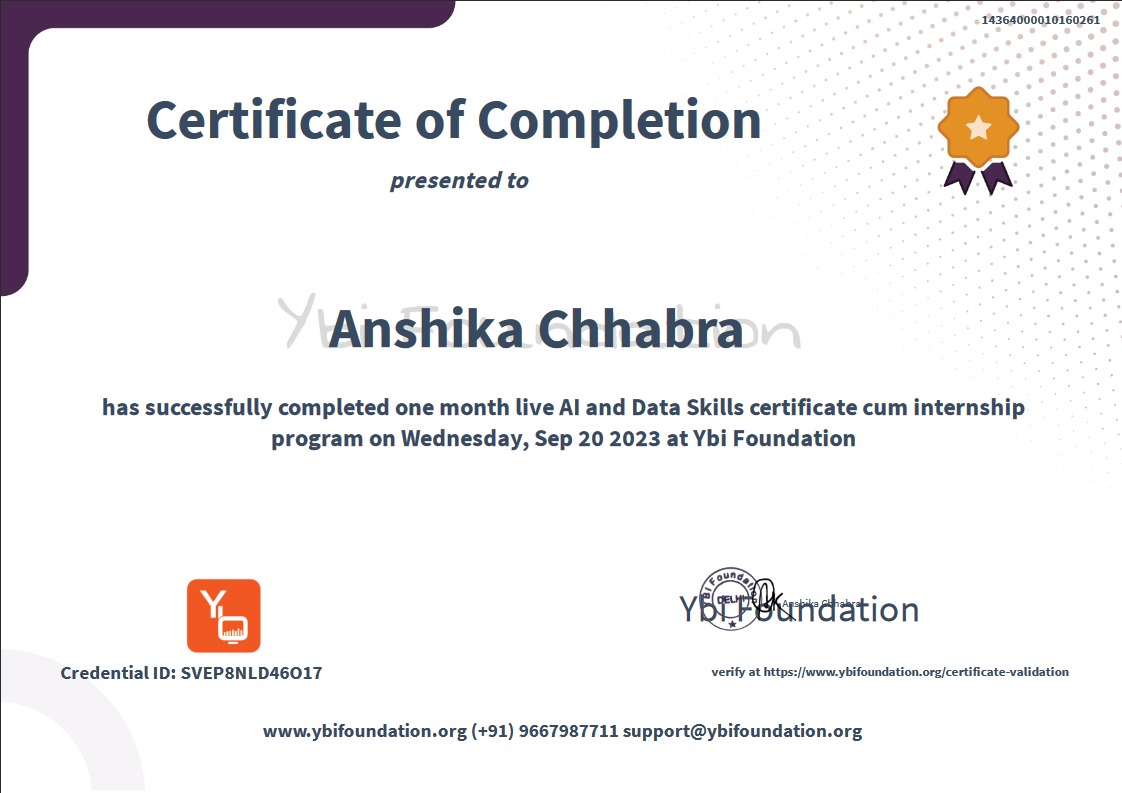 14364000010160261
Certificate of Completion
presented to
Ybi Foundation
Anshika Chhabra
has successfully completed one month live AI and Data Skills certificate cum internship
program on Wednesday, Sep 20 2023 at Ybi Foundation
Y
Ybi Foundation
DELHI
Anshika Chhabra
Ybi Foundation
Credential ID: SVEP8NLD46O17
verify at https://www.ybifoundation.org/certificate-validation
www.ybifoundation.org (+91) 9667987711 support@ybifoundation.org